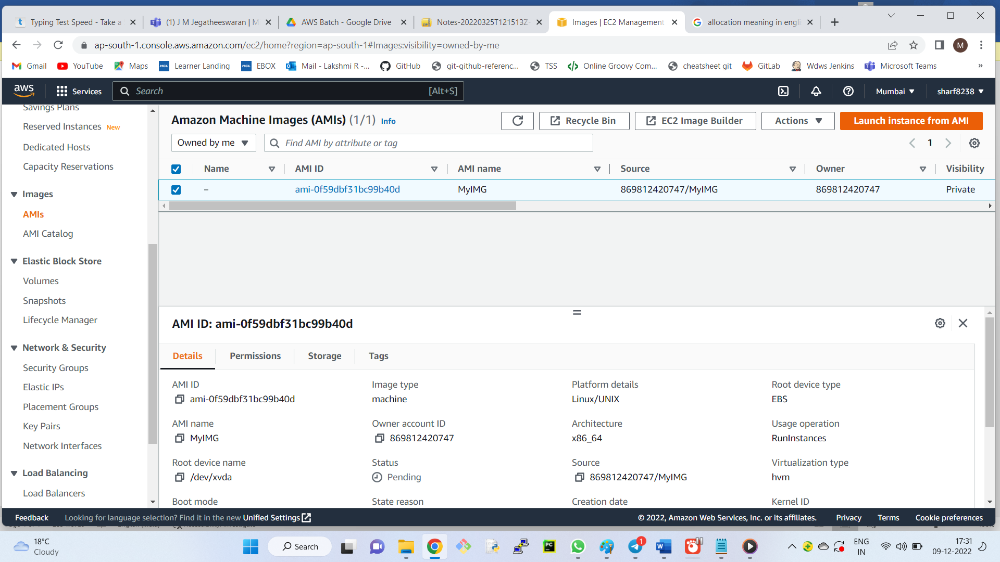 Typing Test Speed - Take a
(1) J M Jegatheeswaran | M
AWS Batch - Google Drive
Notes-20220325T121513Z-
Images | EC2 Management
allocation meaning in engli
ap-south-1.console.aws.amazon.com/ec2/home?region=ap-south-1#Images:visibility=owned-by-me
M
Gmail
YouTube
Maps
HCL
Learner Landing
HCL
EBOX
Mail - Lakshmi R -...
GitHub
git-github-referenc...
TSS
Online Groovy Com...
cheatsheet git
GitLab
Wdws Jenkins
Microsoft Teams
»
aws
Services
Search
[Alt+S]
Mumbai
sharf8238
Savings Plans
Reserved Instances New
Dedicated Hosts
Capacity Reservations
Images
AMIs
AMI Catalog
Elastic Block Store
Volumes
Snapshots
Lifecycle Manager
Network & Security
Security Groups
Elastic IPs
Placement Groups
Key Pairs
Network Interfaces
Load Balancing
Load Balancers
Amazon Machine Images (AMIs) (1/1) Info
Recycle Bin
EC2 Image Builder
Actions
Launch instance from AMI
Owned by me
Find AMI by attribute or tag
1
Name
AMI ID
AMI name
Source
Owner
Visibility
–
ami-0f59dbf31bc99b40d
MyIMG
869812420747/MyIMG
869812420747
Private
AMI ID: ami-0f59dbf31bc99b40d
Details
Permissions
Storage
Tags
AMI ID
ami-0f59dbf31bc99b40d
Image type
machine
Platform details
Linux/UNIX
Root device type
EBS
AMI name
MyIMG
Owner account ID
869812420747
Architecture
x86_64
Usage operation
RunInstances
Root device name
/dev/xvda
Status
Pending
Source
869812420747/MyIMG
Virtualization type
hvm
Boot mode
State reason
Creation date
Kernel ID
Feedback
Looking for language selection? Find it in the new Unified Settings
© 2022, Amazon Web Services, Inc. or its affiliates.
Privacy
Terms
Cookie preferences
18°C
Cloudy
Search
PC
1
W
ENG
IN
17:31
09-12-2022